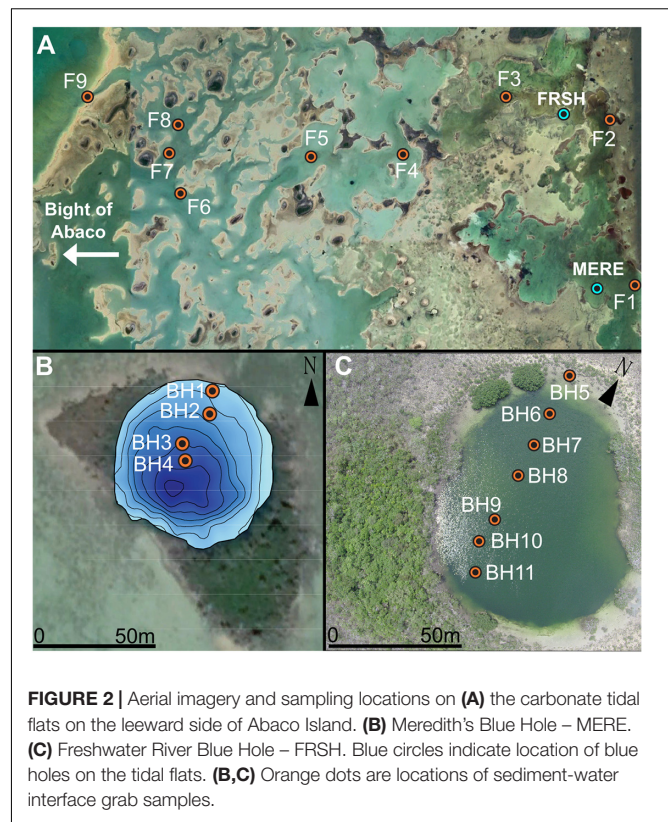 A
F9
F8
F7
F6
F5
F4
F3
FRSH
F2
Bight of
Abaco
MERE
F1
B
N
BH1
BH2
BH3
BH4
0 50m
C
N
BH5
BH6
BH7
BH8
BH9
BH10
BH11
0 50m
FIGURE 2 | Aerial imagery and sampling locations on (A) the carbonate tidal
flats on the leeward side of Abaco Island. (B) Meredith's Blue Hole – MERE.
(C) Freshwater River Blue Hole – FRSH. Blue circles indicate location of blue
holes on the tidal flats. (B,C) Orange dots are locations of sediment-water
interface grab samples.